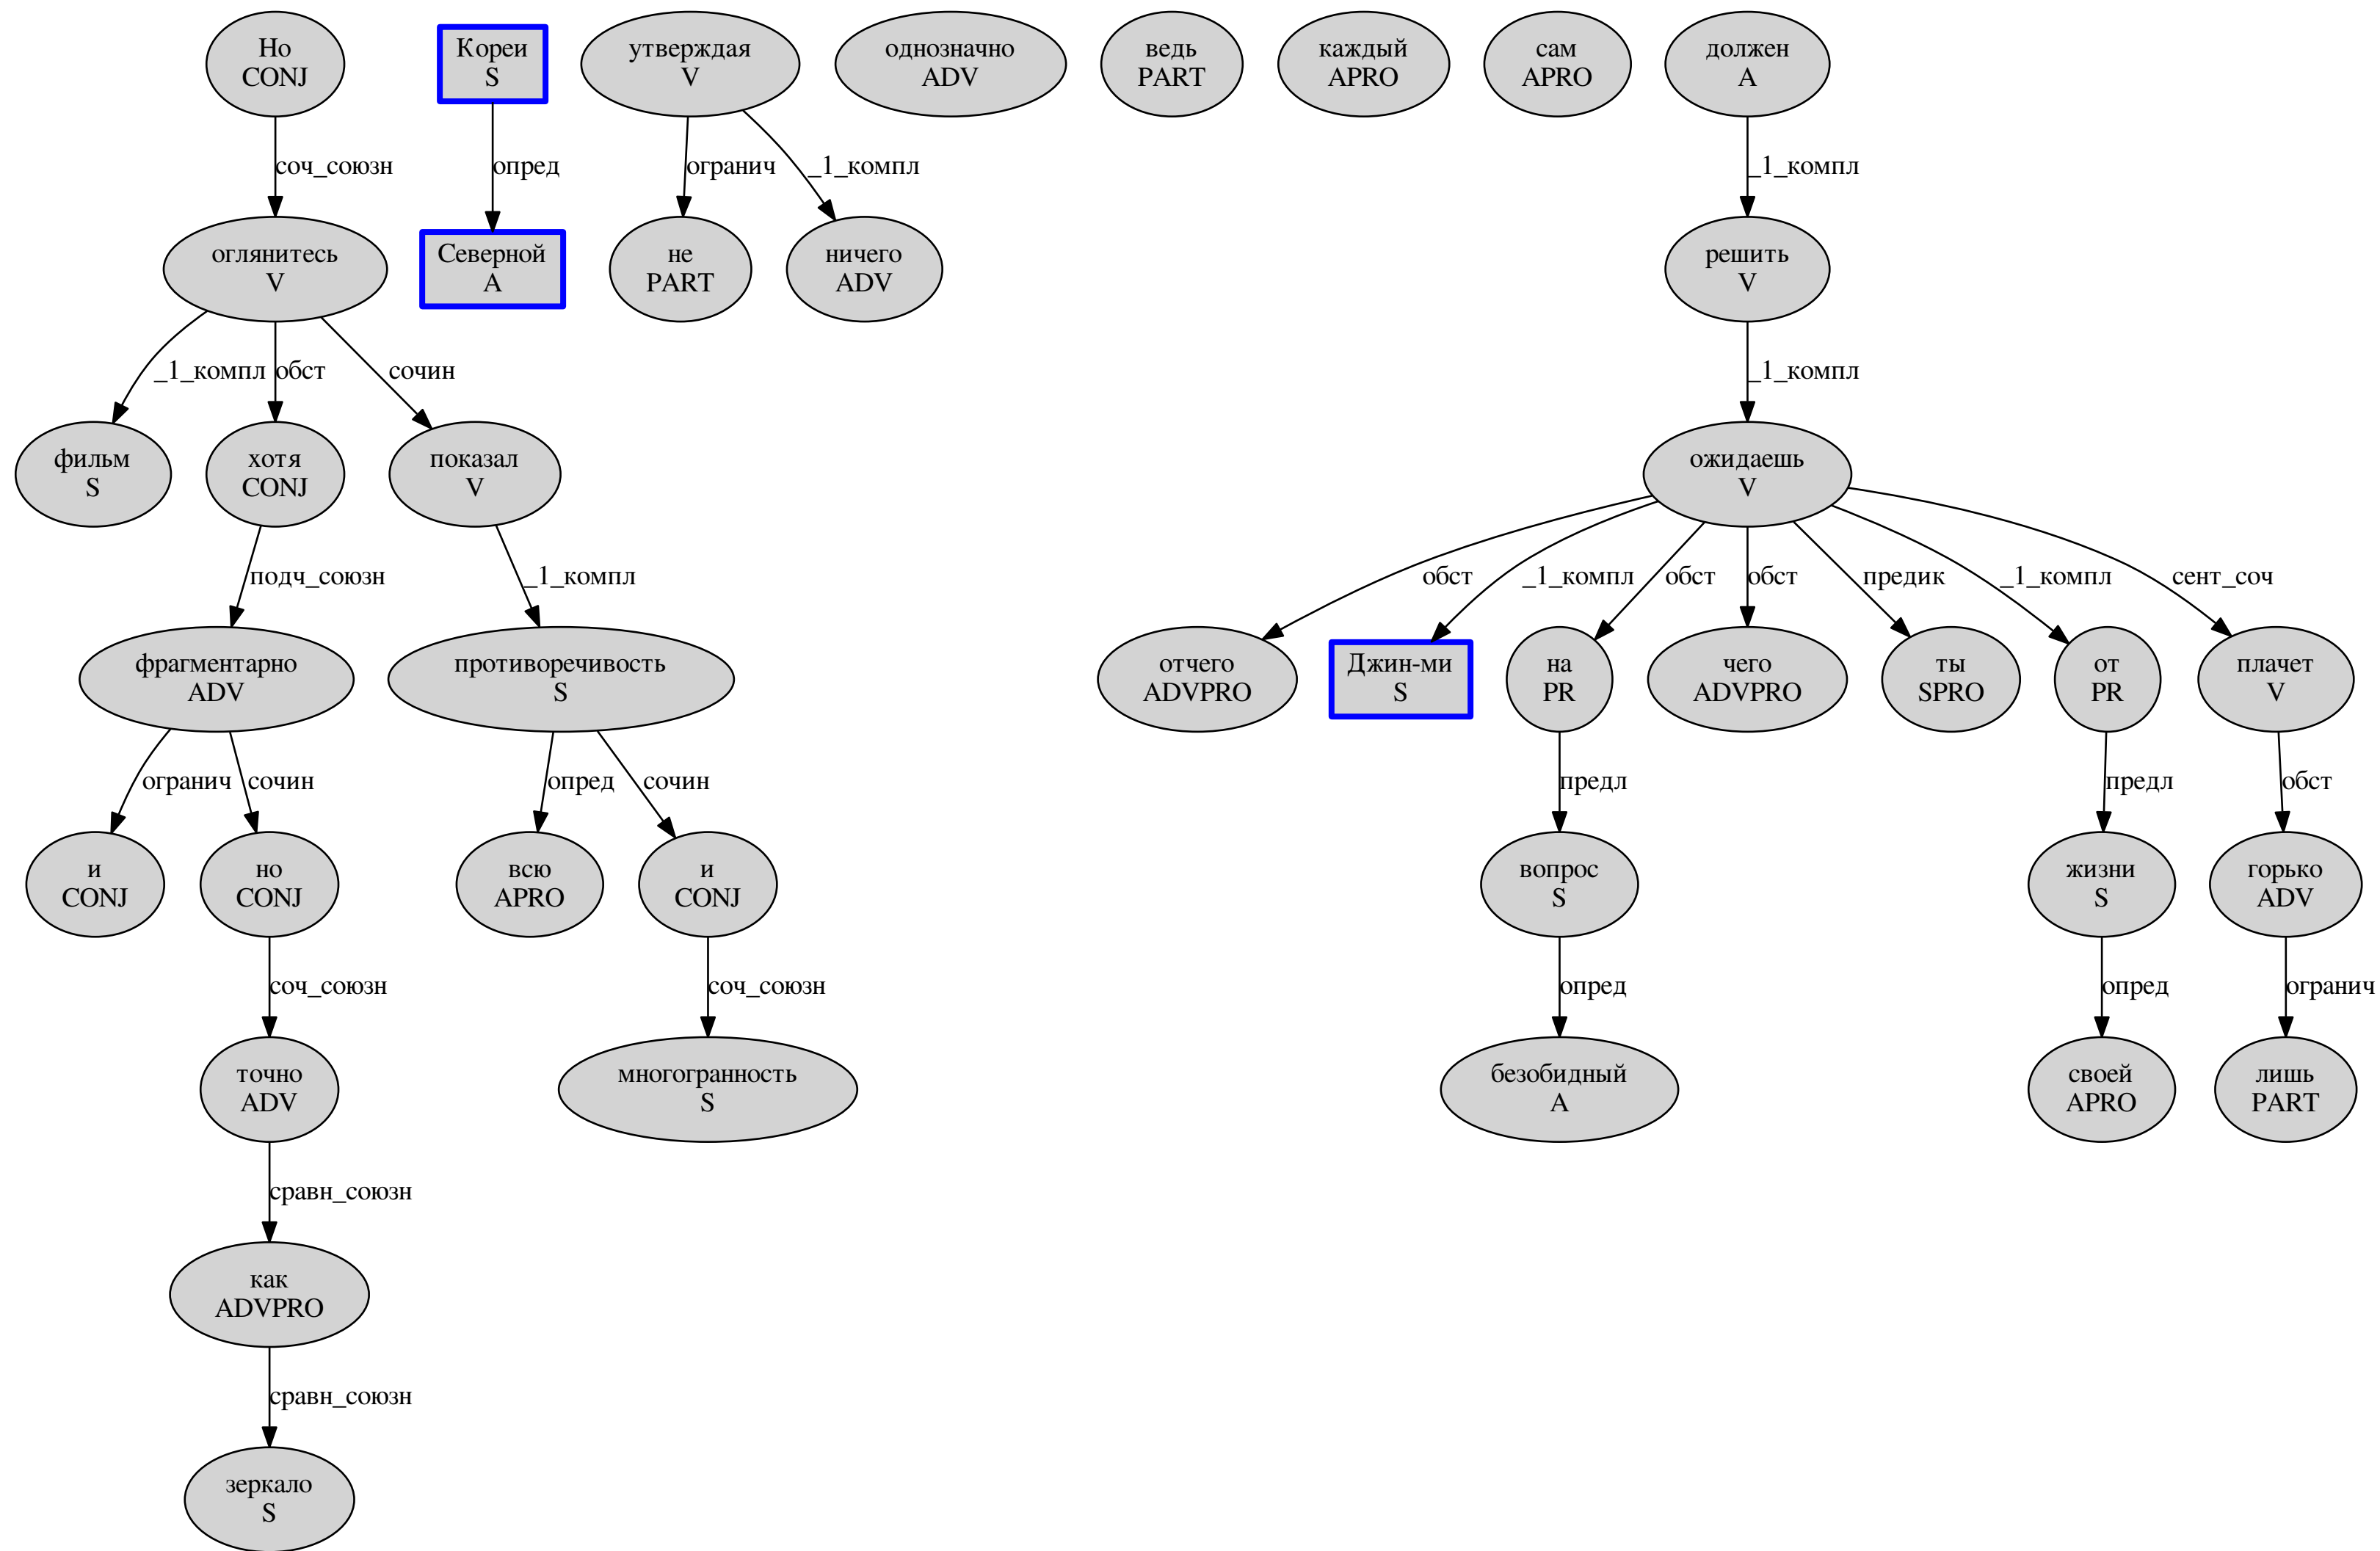 Но
CONJ
Кореи
S
утверждая
V
однозначно
ADV
ведь
PART
каждый
APRO
сам
APRO
должен
A
соч_союзн
опред
огранич
_1_компл
_1_компл
оглянитесь
V
Северной
A
не
PART
ничего
ADV
решить
V
_1_компл
обст
сочин
_1_компл
фильм
S
хотя
CONJ
показал
V
ожидаешь
V
подч_союзн
_1_компл
обст
_1_компл
обст
обст
предик
_1_компл
сент_соч
фрагментарно
ADV
противоречивость
S
отчего
ADVPRO
Джин-ми
S
на
PR
чего
ADVPRO
ты
SPRO
от
PR
плачет
V
огранич
сочин
опред
сочин
предл
предл
обст
и
CONJ
но
CONJ
всю
APRO
и
CONJ
вопрос
S
жизни
S
горько
ADV
соч_союзн
соч_союзн
опред
опред
огранич
точно
ADV
многогранность
S
безобидный
A
своей
APRO
лишь
PART
сравн_союзн
как
ADVPRO
сравн_союзн
зеркало
S